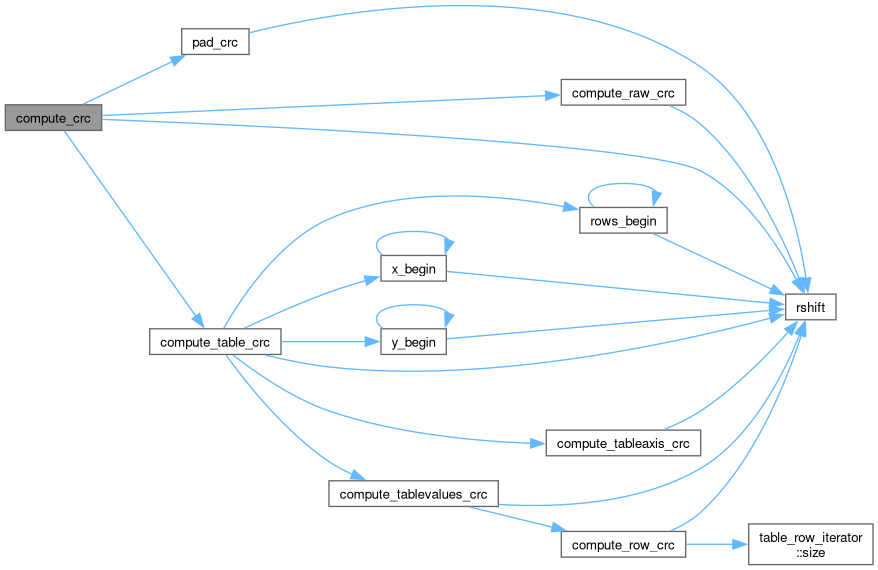 pad_crc
compute_raw_crc
compute_crc
rows_begin
x_begin
rshift
compute_table_crc
y_begin
compute_tableaxis_crc
compute_tablevalues_crc
compute_row_crc
table_row_iterator
::size